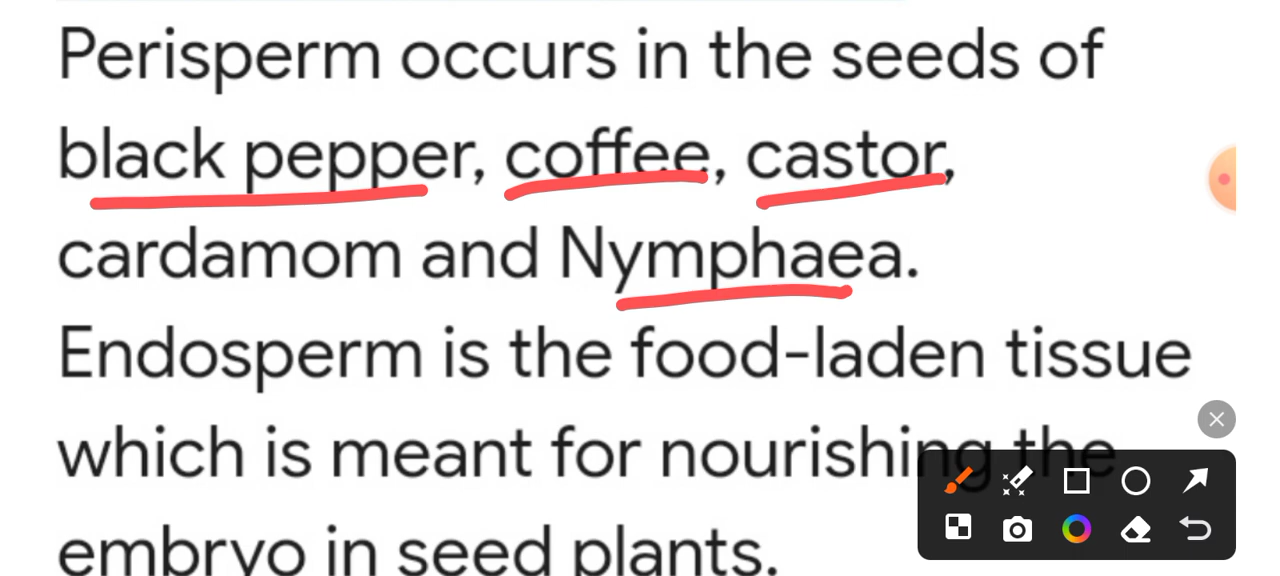 Perisperm occurs in the seeds of
black pepper, coffee, castor,
cardamom and Nymphaea.
Endosperm is the food-laden tissue
which is meant for nourishing the
embryo in seed plants.